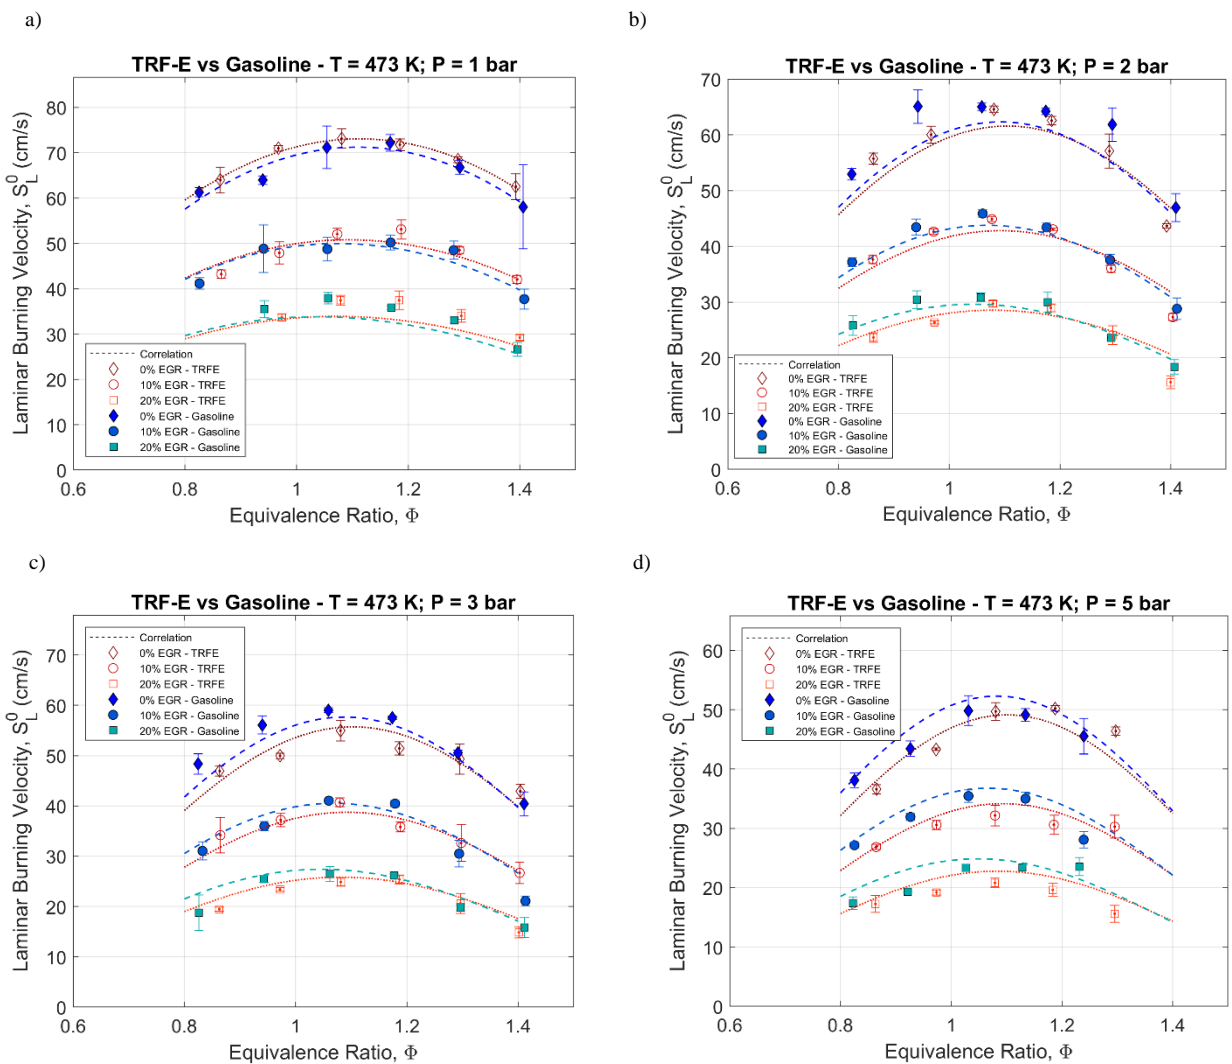 a)
TRF-E vs Gasoline - T = 473 K; P = 1 bar
Laminar Burning Velocity, S_L^0 (cm/s)
80
70
60
50
40
30
20
10
0
Correlation
0% EGR - TRFE
10% EGR - TRFE
20% EGR - TRFE
0% EGR - Gasoline
10% EGR - Gasoline
20% EGR - Gasoline
0.6 0.8 1 1.2 1.4
Equivalence Ratio, Φ
b)
TRF-E vs Gasoline - T = 473 K; P = 2 bar
Laminar Burning Velocity, S_L^0 (cm/s)
70
60
50
40
30
20
10
0
Correlation
0% EGR - TRFE
10% EGR - TRFE
20% EGR - TRFE
0% EGR - Gasoline
10% EGR - Gasoline
20% EGR - Gasoline
0.6 0.8 1 1.2 1.4
Equivalence Ratio, Φ
c)
TRF-E vs Gasoline - T = 473 K; P = 3 bar
Laminar Burning Velocity, S_L^0 (cm/s)
70
60
50
40
30
20
10
0
Correlation
0% EGR - TRFE
10% EGR - TRFE
20% EGR - TRFE
0% EGR - Gasoline
10% EGR - Gasoline
20% EGR - Gasoline
0.6 0.8 1 1.2 1.4
Equivalence Ratio, Φ
d)
TRF-E vs Gasoline - T = 473 K; P = 5 bar
Laminar Burning Velocity, S_L^0 (cm/s)
60
50
40
30
20
10
0
Correlation
0% EGR - TRFE
10% EGR - TRFE
20% EGR - TRFE
0% EGR - Gasoline
10% EGR - Gasoline
20% EGR - Gasoline
0.6 0.8 1 1.2 1.4
Equivalence Ratio, Φ